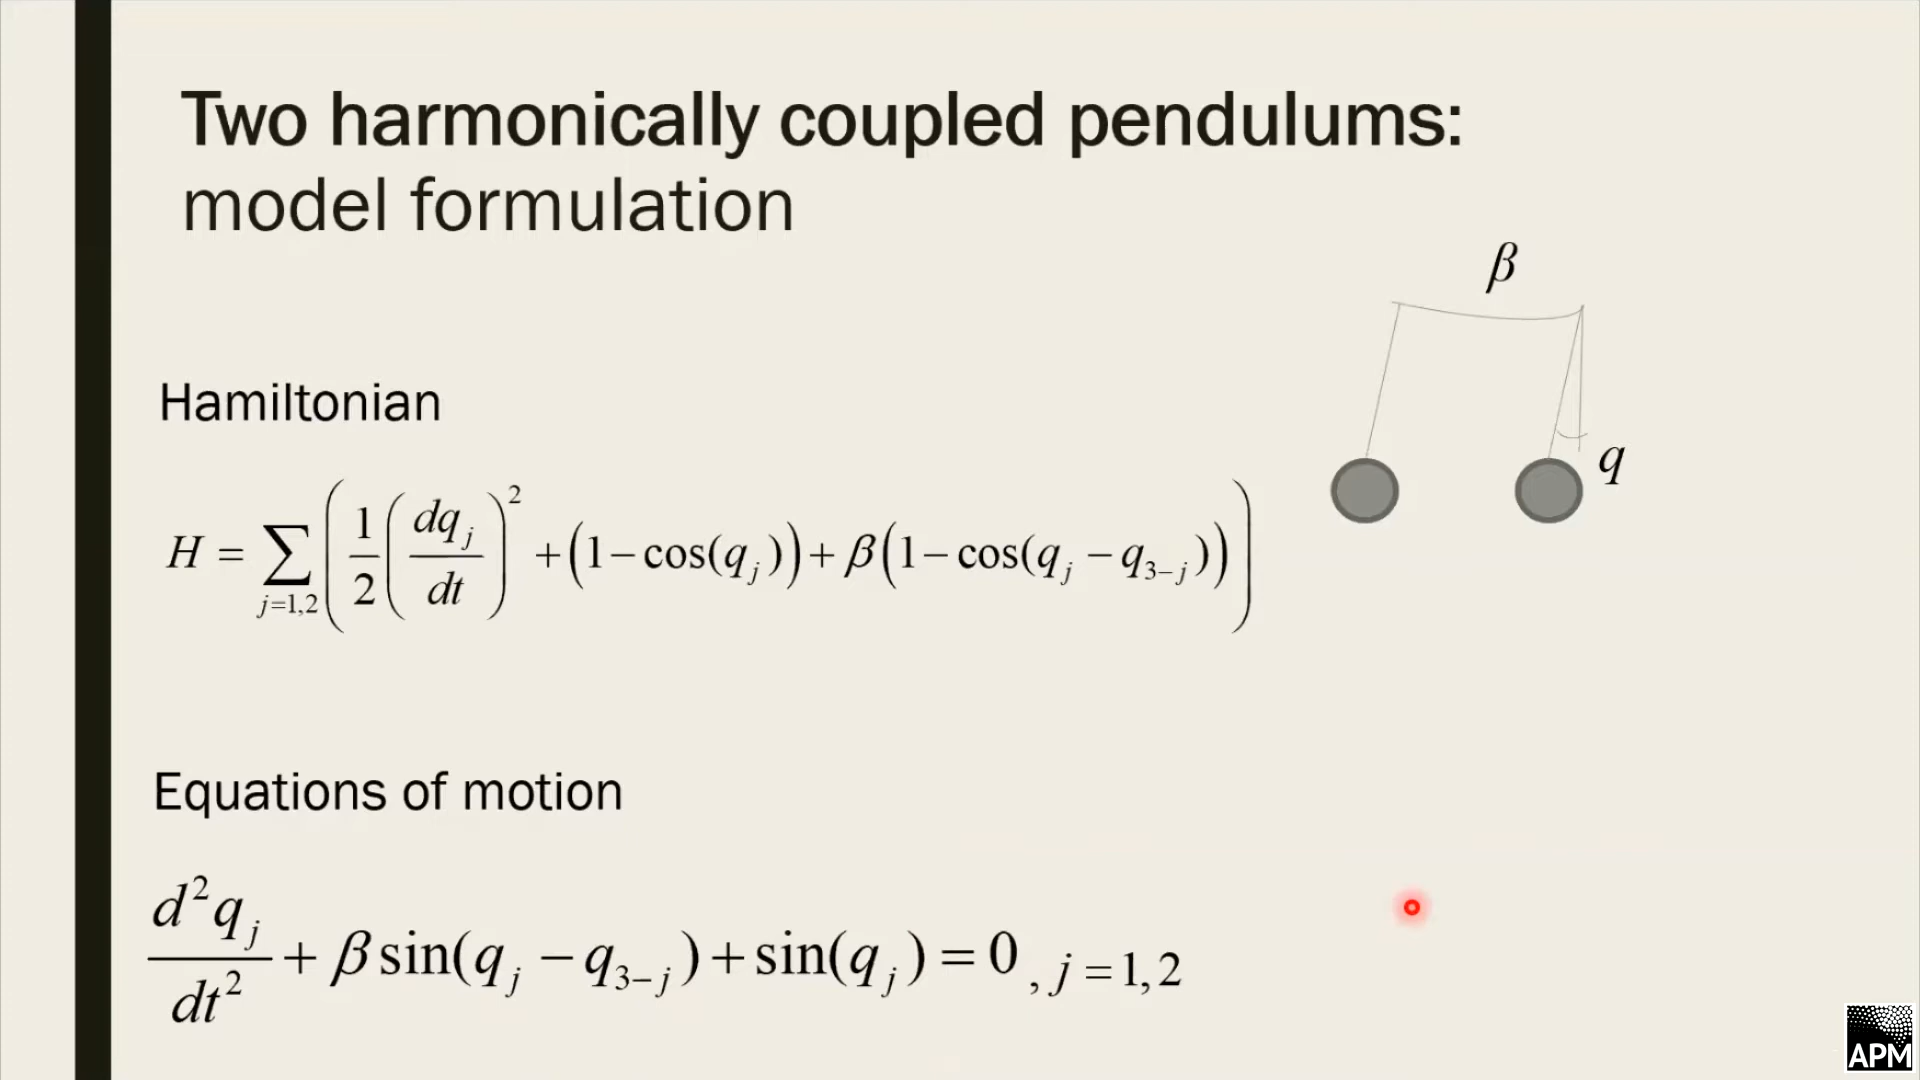 Two harmonically coupled pendulums:
model formulation
β
q
Hamiltonian
H = ∑_{j=1,2} ( 1/2 ( dq_j/dt )^2 + (1 − cos(q_j)) + β(1 − cos(q_j − q_{3−j})) )
Equations of motion
d^2q_j/dt^2 + β sin(q_j − q_{3−j}) + sin(q_j) = 0 , j = 1, 2
APM